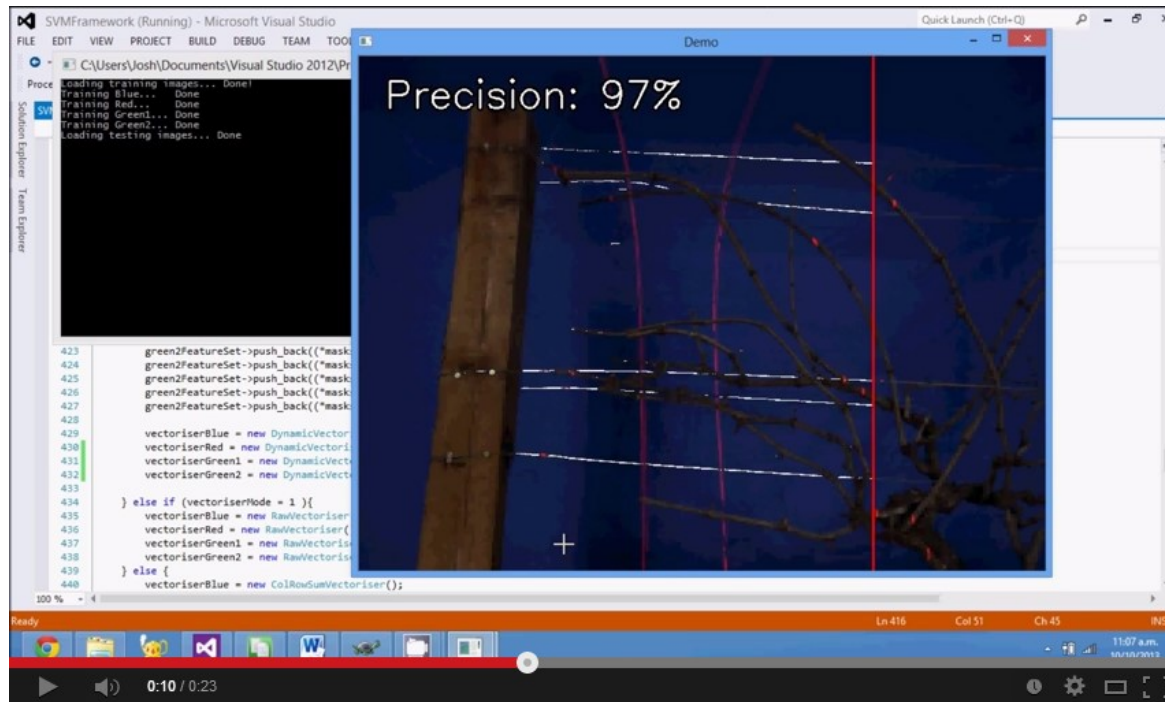 SVMFramework (Running) - Microsoft Visual Studio
Quick Launch (Ctrl+Q)
FILE EDIT VIEW PROJECT BUILD DEBUG TEAM TOOL
Demo
C:\Users\Josh\Documents\Visual Studio 2012\Pr
Proce
Solution Explorer
Team Explorer
SVM
Loading training images... Done!
Training Blue... Done
Training Red... Done
Training Green1... Done
Training Green2... Done
Loading testing images... Done
Precision: 97%
423 green2FeatureSet->push_back(("mask
424 green2FeatureSet->push_back(("mask
425 green2FeatureSet->push_back(("mask
426 green2FeatureSet->push_back(("mask
427 green2FeatureSet->push_back(("mask
428
429 vectoriserBlue = new DynamicVector
430 vectoriserRed = new DynamicVectori
431 vectoriserGreen1 = new DynamicVect
432 vectoriserGreen2 = new DynamicVect
433
434 } else if (vectoriserMode = 1 ){
435 vectoriserBlue = new RawVectoriser
436 vectoriserRed = new RawVectoriser(
437 vectoriserGreen1 = new RawVectoris
438 vectoriserGreen2 = new RawVectoris
439 } else {
440 vectoriserBlue = new ColRowSumVectoriser();
100 %
Ready
Ln 416 Col 51 Ch 45 INS
11:07 a.m.
10/10/2013
0:10 / 0:23